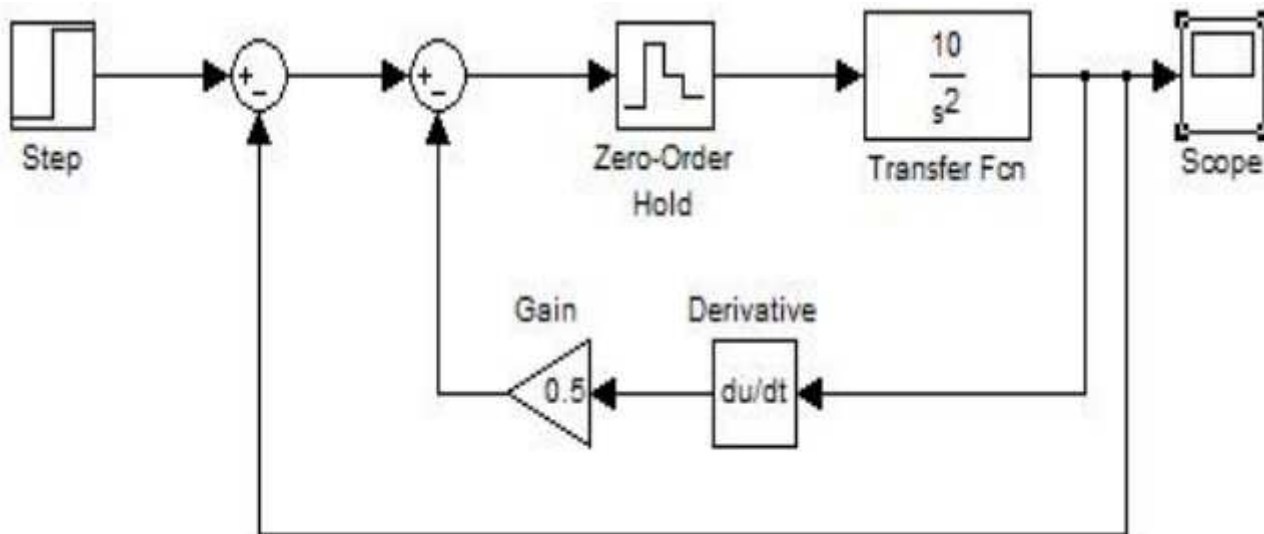 10
s2
Step
Zero-Order
Hold
Transfer Fcn
Scope
Gain
Derivative
0.5
du/dt